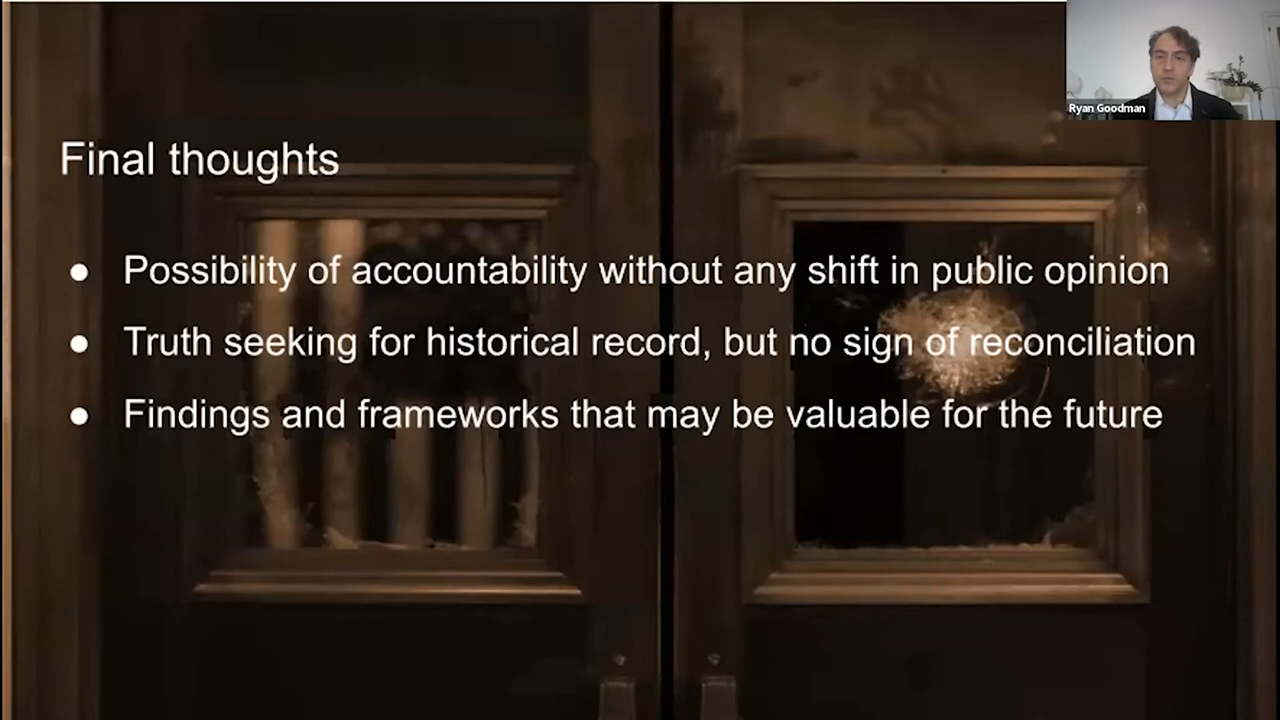 Ryan Goodman
Final thoughts
● Possibility of accountability without any shift in public opinion
● Truth seeking for historical record, but no sign of reconciliation
● Findings and frameworks that may be valuable for the future